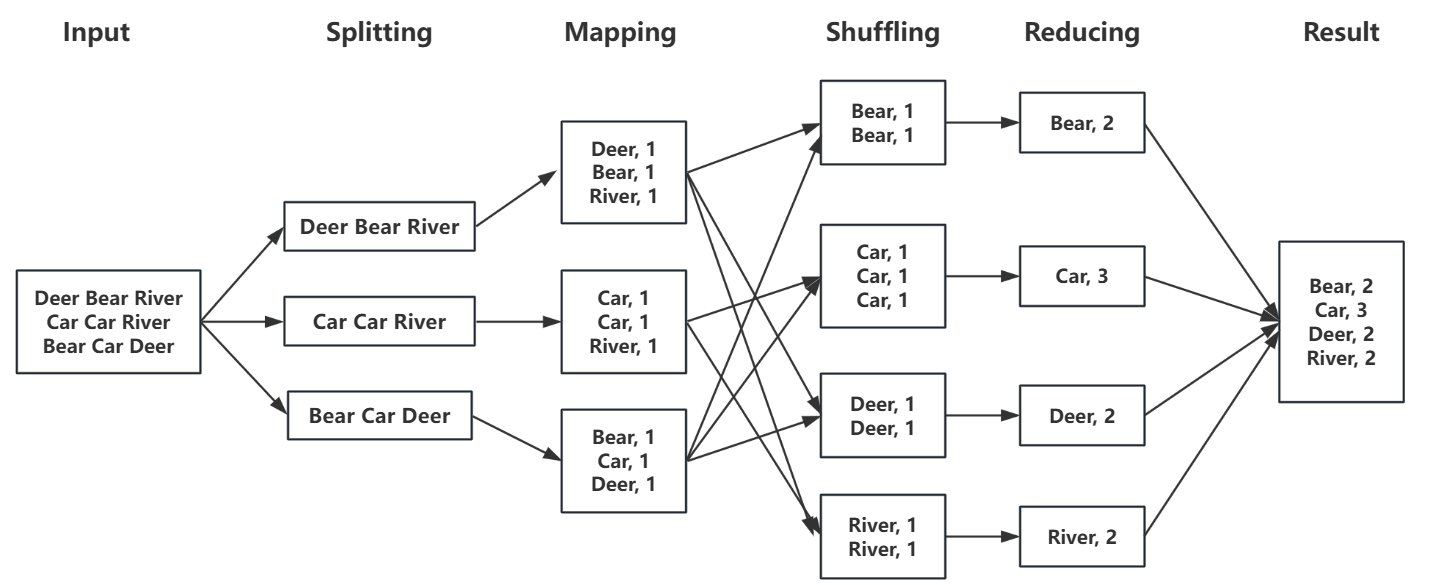 Input
Splitting
Mapping
Shuffling
Reducing
Result
Deer Bear River
Car Car River
Bear Car Deer
Deer Bear River
Car Car River
Bear Car Deer
Deer, 1
Bear, 1
River, 1
Car, 1
Car, 1
River, 1
Bear, 1
Car, 1
Deer, 1
Bear, 1
Bear, 1
Car, 1
Car, 1
Car, 1
Deer, 1
Deer, 1
River, 1
River, 1
Bear, 2
Car, 3
Deer, 2
River, 2
Bear, 2
Car, 3
Deer, 2
River, 2